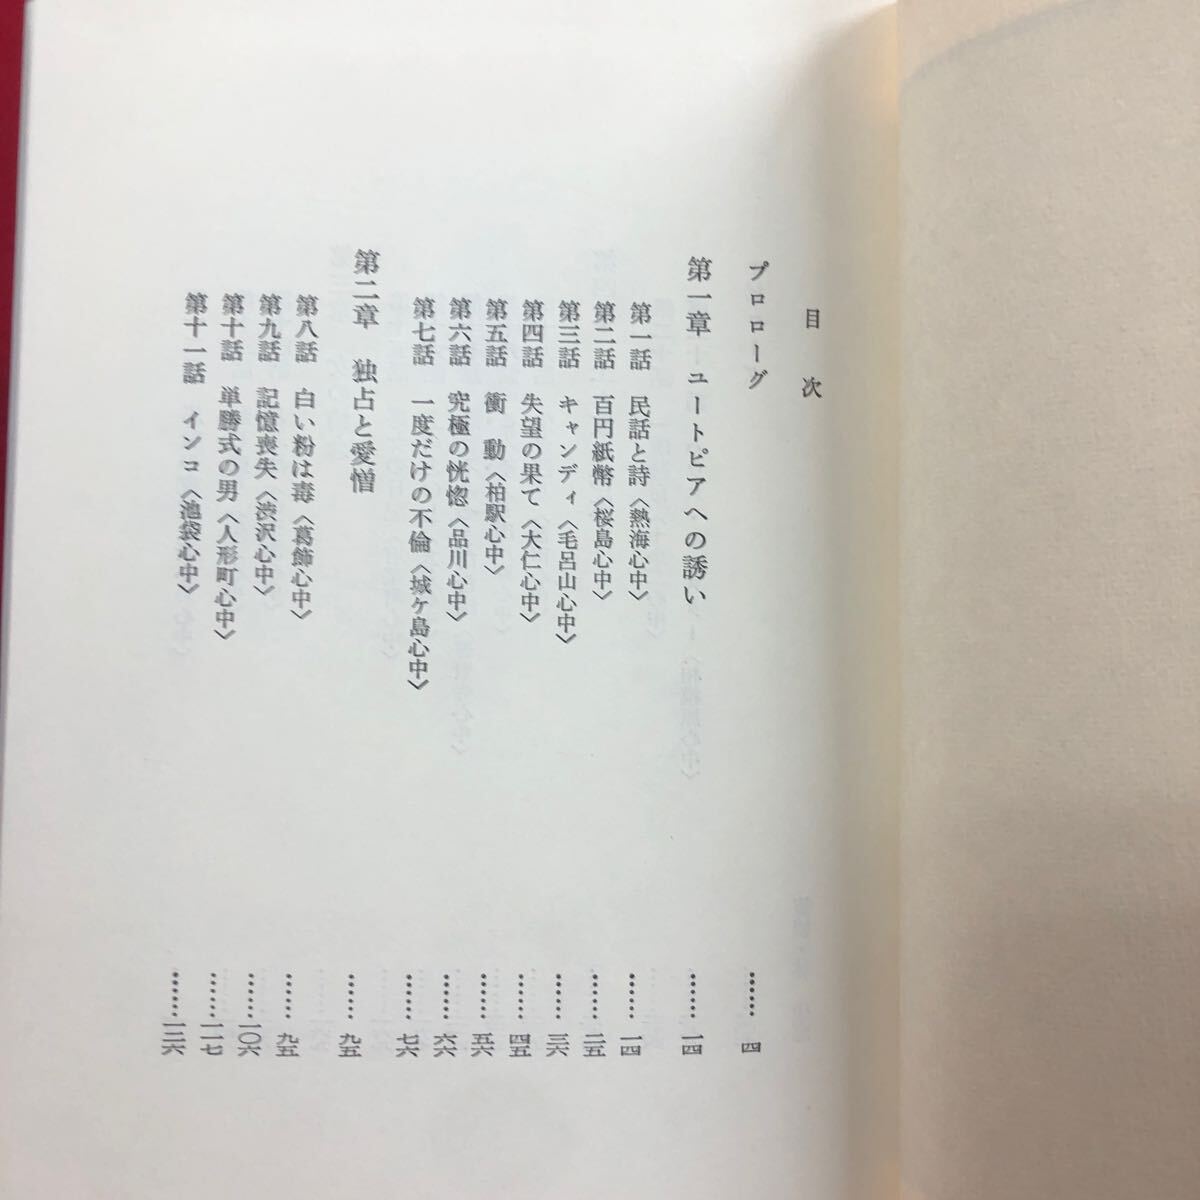 目次
プロローグ……四
第一章 ユートピアへの誘い……一四
第一話 民話と詩〈熱海心中〉……一四
第二話 百円紙幣〈桜島心中〉……二五
第三話 キャンディ〈毛呂山心中〉……三六
第四話 失望の果て〈大仁心中〉……四五
第五話 衝動〈柏駅心中〉……五六
第六話 究極の恍惚〈品川心中〉……六六
第七話 一度だけの不倫〈城ケ島心中〉……七六
第二章 独占と愛憎……九五
第八話 白い粉は毒〈葛飾心中〉……九五
第九話 記憶喪失〈渋沢心中〉……一〇六
第十話 単勝式の男〈人形町心中〉……一一七
第十一話 インコ〈池袋心中〉……一三六